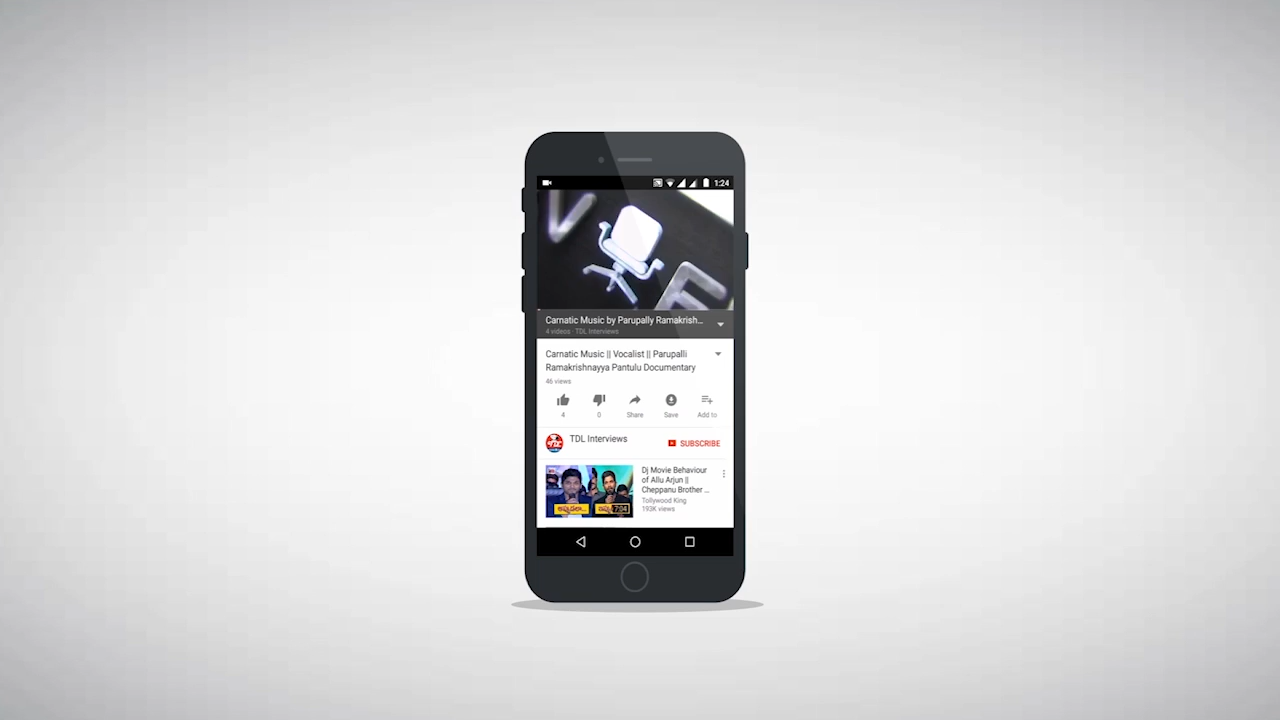 1:24
Carnatic Music by Parupally Ramakrish...
4 videos · TDL Interviews
Carnatic Music || Vocalist || Parupalli
Ramakrishnayya Pantulu Documentary
46 views
4
0
Share
Save
Add to
TDL Interviews
SUBSCRIBE
Dj Movie Behaviour
of Allu Arjun ||
Cheppanu Brother ...
Tollywood King
193K views
7:04